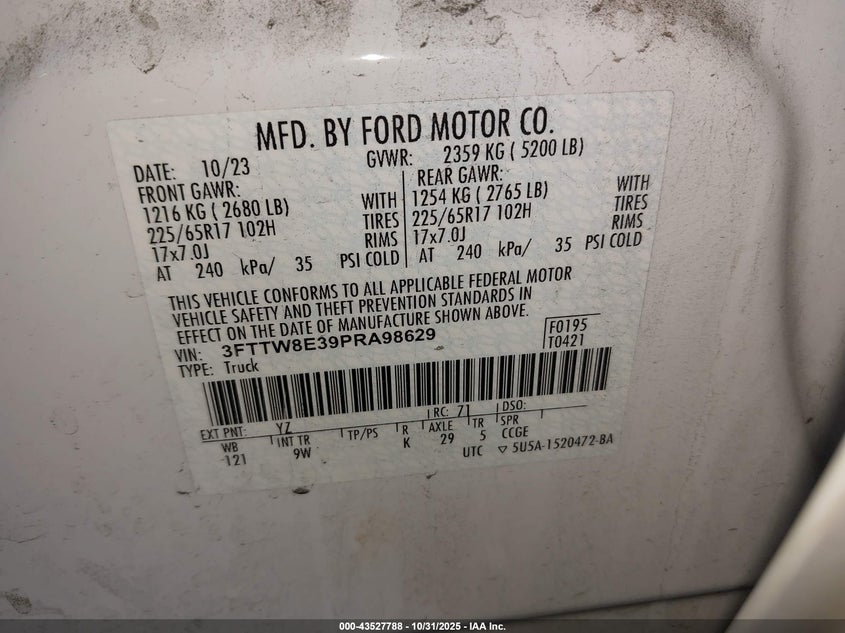 MFD. BY FORD MOTOR CO.
DATE: 10/23 GVWR: 2359 KG ( 5200 LB)
FRONT GAWR: REAR GAWR:
1216 KG ( 2680 LB) WITH 1254 KG ( 2765 LB) WITH
225/65R17 102H TIRES 225/65R17 102H TIRES
17x7.0J RIMS 17x7.0J RIMS
AT 240 kPa/ 35 PSI COLD AT 240 kPa/ 35 PSI COLD
THIS VEHICLE CONFORMS TO ALL APPLICABLE FEDERAL MOTOR
VEHICLE SAFETY AND THEFT PREVENTION STANDARDS IN
EFFECT ON THE DATE OF MANUFACTURE SHOWN ABOVE.
VIN: 3FTTW8E39PRA98629 F0195
TYPE: Truck T0421
EXT PNT: YZ RC: 71 DSO:
WB INT TR TP/PS R AXLE TR SPR
121 9W K 29 5 CCGE
UTC ▽ 5U5A-1520472-BA
000-43527788 - 10/31/2025 - IAA Inc.